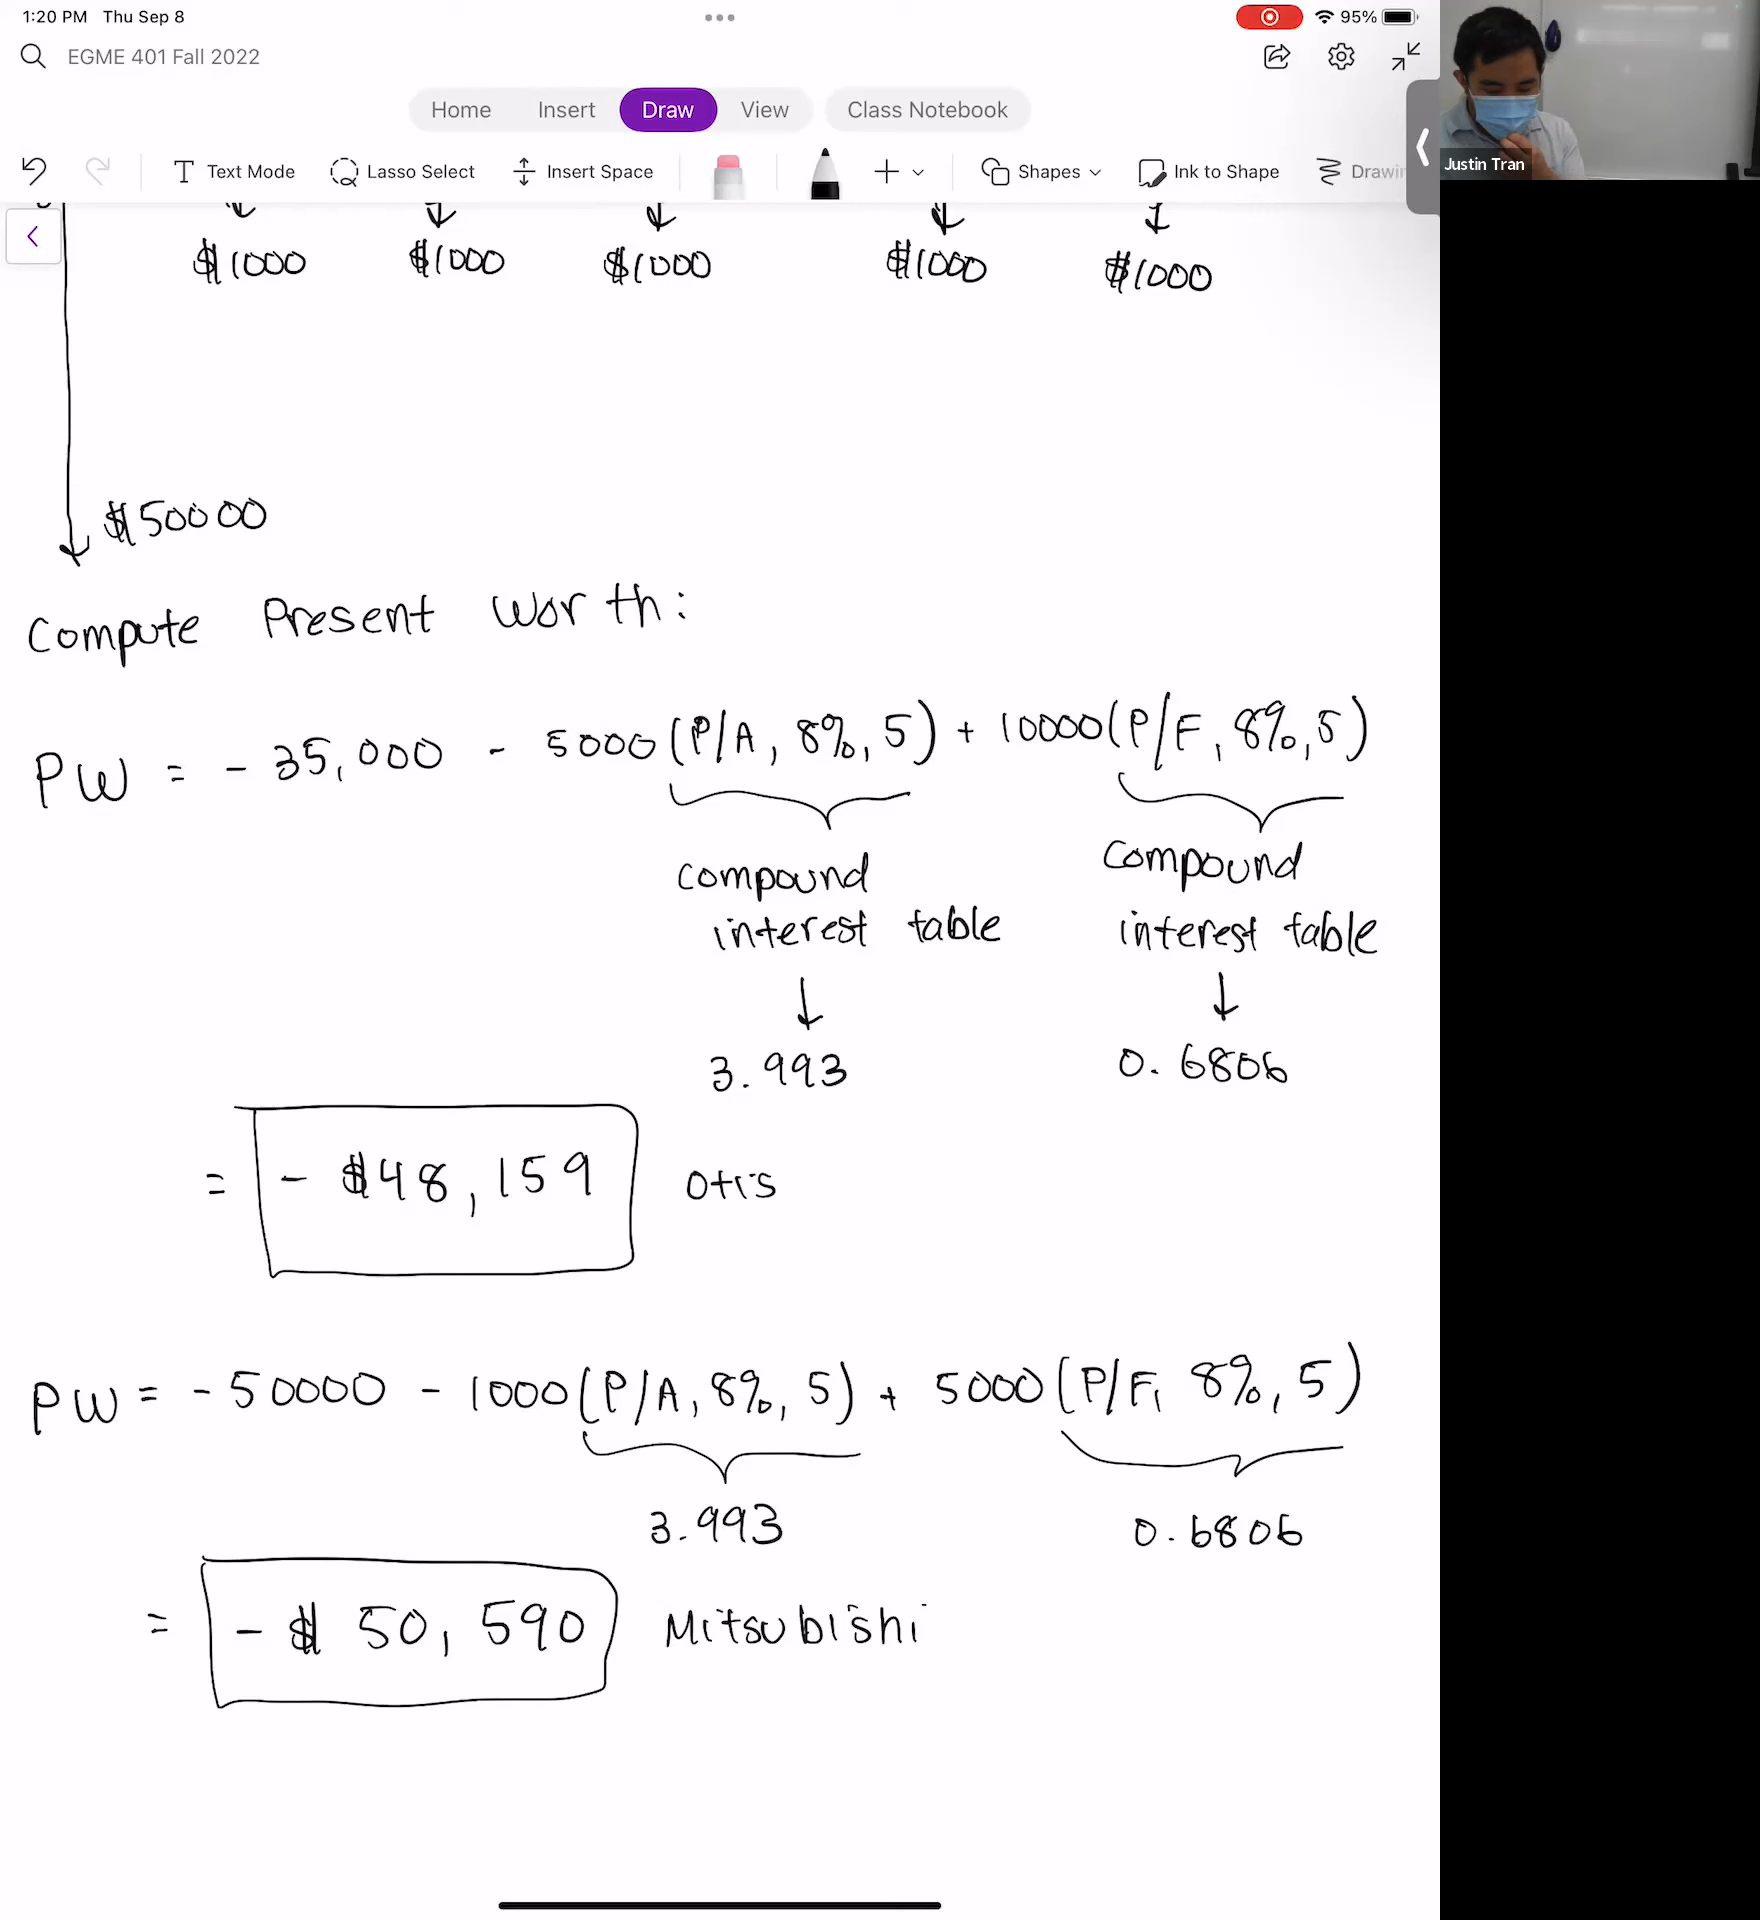 1:20 PM Thu Sep 8
95%
EGME 401 Fall 2022
Home Insert Draw View Class Notebook
Text Mode Lasso Select Insert Space Shapes Ink to Shape Drawi
Justin Tran
$1000 $1000 $1000 $1000 $1000
$50000
Compute Present Worth:
PW = - 35,000 - 5000 (P/A, 8%, 5) + 10000 (P/F, 8%, 5)
compound compound
interest table interest table
3.993 0.6806
= - $48,159 Otis
PW = - 50000 - 1000 (P/A, 8%, 5) + 5000 (P/F, 8%, 5)
3.993 0.6806
= - $ 50,590 Mitsubishi